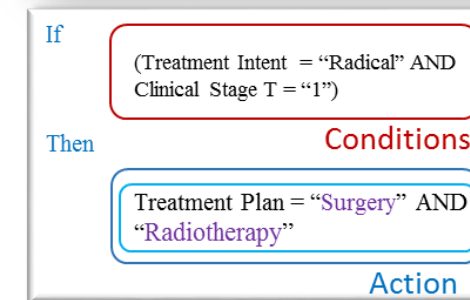 If
(Treatment Intent = “Radical” AND
Clinical Stage T = “1”)
Conditions
Then
Treatment Plan = “Surgery” AND
“Radiotherapy”
Action